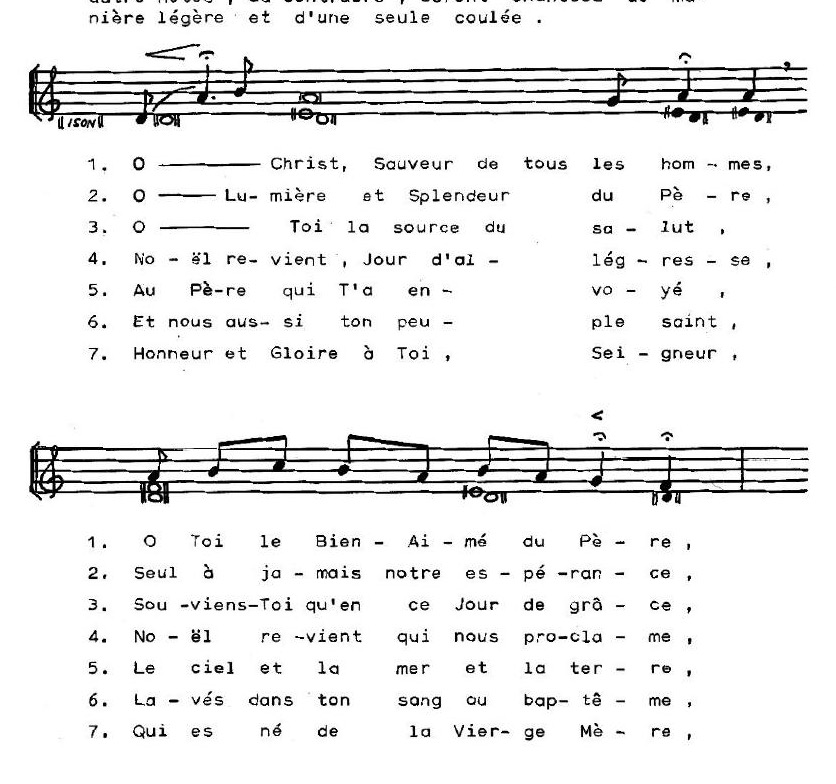 nière légère et d'une seule coulée .
ISON
1. O ——— Christ, Sauveur de tous les hom - mes,
2. O ——— Lu- mière et Splendeur du Pè - re ,
3. O ——— Toi la source du sa - lut ,
4. No - ël re- vient , Jour d'al - lég - res - se ,
5. Au Pè-re qui T'a en - vo - yé ,
6. Et nous aus- si ton peu - ple saint ,
7. Honneur et Gloire à Toi , Sei - gneur ,
1. O Toi le Bien - Ai - mé du Pè - re ,
2. Seul à ja - mais notre es - pé -ran - ce ,
3. Sou -viens-Toi qu'en ce Jour de grâ - ce ,
4. No - ël re -vient qui nous pro-cla - me ,
5. Le ciel et la mer et la ter - re ,
6. La - vés dans ton sang au bap- tê - me ,
7. Qui es né de la Vier- ge Mè - re ,